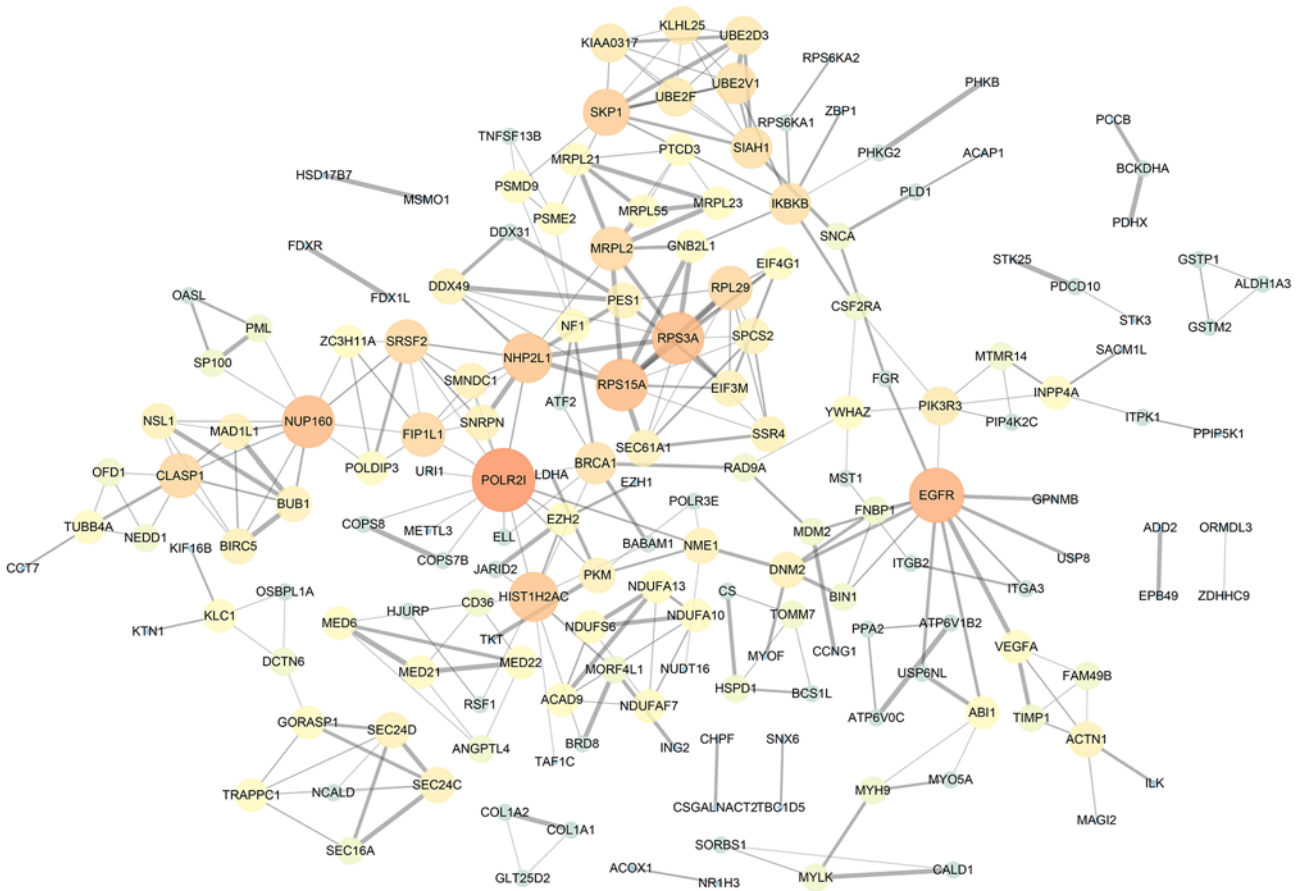 KLHL25
UBE2D3
KIAA0317
RPS6KA2
UBE2V1
PHKB
UBE2F
SKP1
ZBP1
RPS6KA1
PCCB
TNFSF13B
PTCD3
SIAH1
PHKG2
ACAP1
MRPL21
BCKDHA
HSD17B7
PSMD9
PLD1
MSMO1
MRPL23
IKBKB
MRPL55
PSME2
PDHX
DDX31
SNCA
FDXR
MRPL2
GNB2L1
STK25
GSTP1
EIF4G1
DDX49
RPL29
PDCD10
ALDH1A3
OASL
FDX1L
PES1
CSF2RA
PML
NF1
STK3
GSTM2
ZC3H11A
SRSF2
RPS3A
SPCS2
SACM1L
SP100
NHP2L1
MTMR14
SMNDC1
RPS15A
EIF3M
FGR
INPP4A
ATF2
PIK3R3
NSL1
NUP160
SNRPN
YWHAZ
ITPK1
MAD1L1
FIP1L1
PIP4K2C
SSR4
PPIP5K1
SEC61A1
POLDIP3
BRCA1
RAD9A
OFD1
CLASP1
URI1
LDHA
MST1
POLR2I
EZH1
EGFR
GPNMB
BUB1
POLR3E
FNBP1
TUBB4A
COPS8
EZH2
MDM2
ADD2
ORMDL3
NEDD1
METTL3
ELL
BIRC5
BABAM1
NME1
KIF16B
USP8
COPS7B
ITGB2
CCT7
JARID2
PKM
DNM2
ITGA3
NDUFA13
CS
BIN1
EPB49
ZDHHC9
OSBPL1A
HIST1H2AC
CD36
HJURP
KLC1
NDUFA10
TOMM7
ATP6V1B2
MED6
NDUFS6
PPA2
KTN1
TKT
VEGFA
CCNG1
DCTN6
MED22
MORF4L1
NUDT16
MYOF
MED21
USP6NL
FAM49B
HSPD1
BCS1L
ACAD9
RSF1
NDUFAF7
ABI1
TIMP1
GORASP1
ATP6V0C
SEC24D
CHPF
SNX6
ACTN1
BRD8
ING2
ANGPTL4
TAF1C
MYO5A
SEC24C
ILK
NCALD
MYH9
TRAPPC1
CSGALNACT2
TBC1D5
COL1A2
MAGI2
COL1A1
SORBS1
SEC16A
ACOX1
CALD1
GLT25D2
NR1H3
MYLK